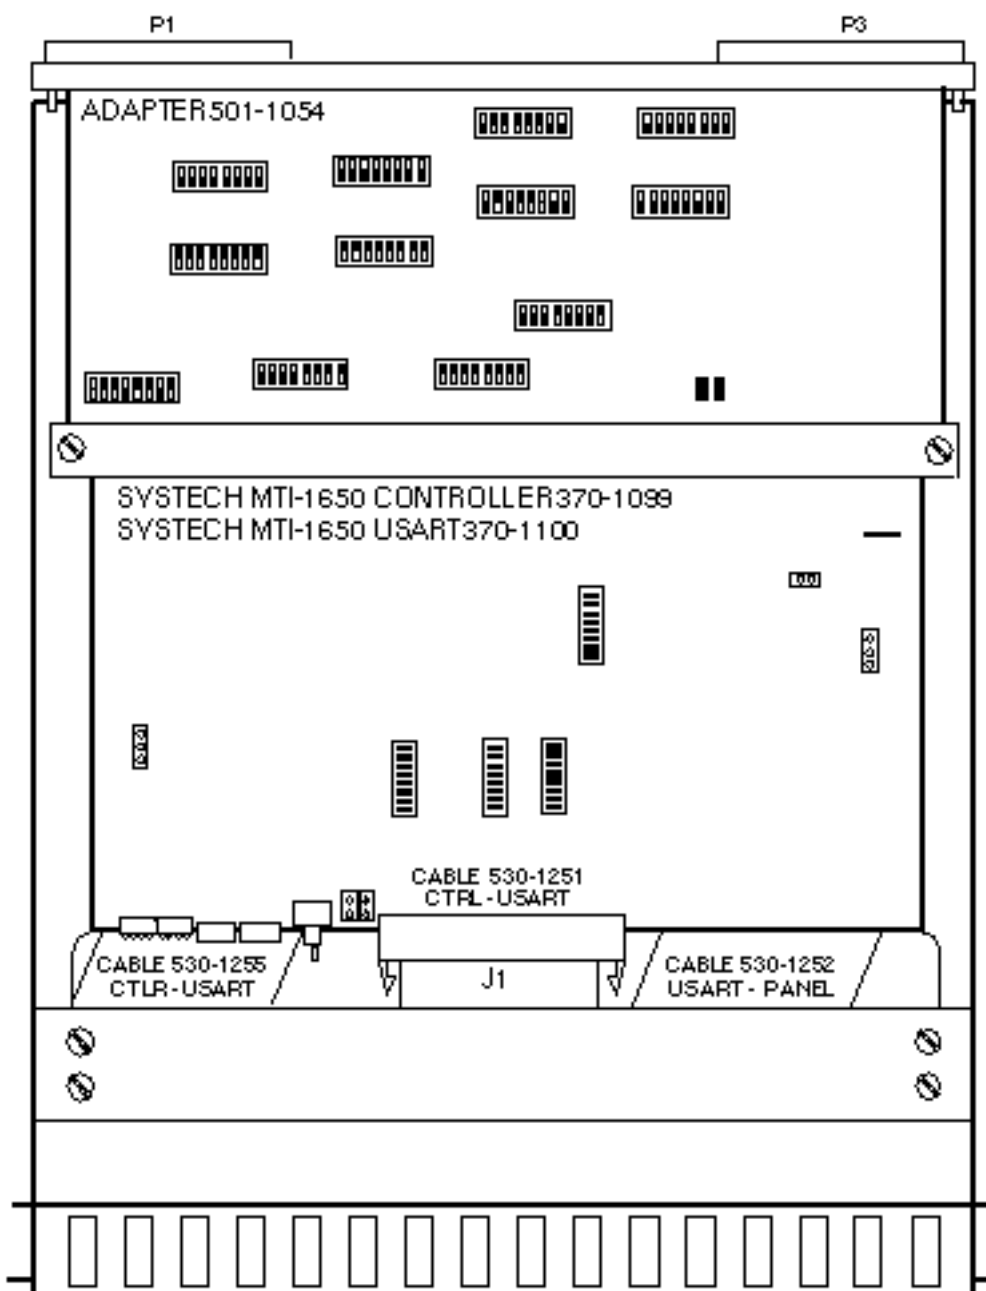 P1
P3
ADAPTER 501-1054
SYSTECH MTI-1650 CONTROLLER 370-1099
SYSTECH MTI-1650 USART 370-1100
CABLE 530-1251
CTRL - USART
CABLE 530-1255
CTLR - USART
J1
CABLE 530-1252
USART - PANEL